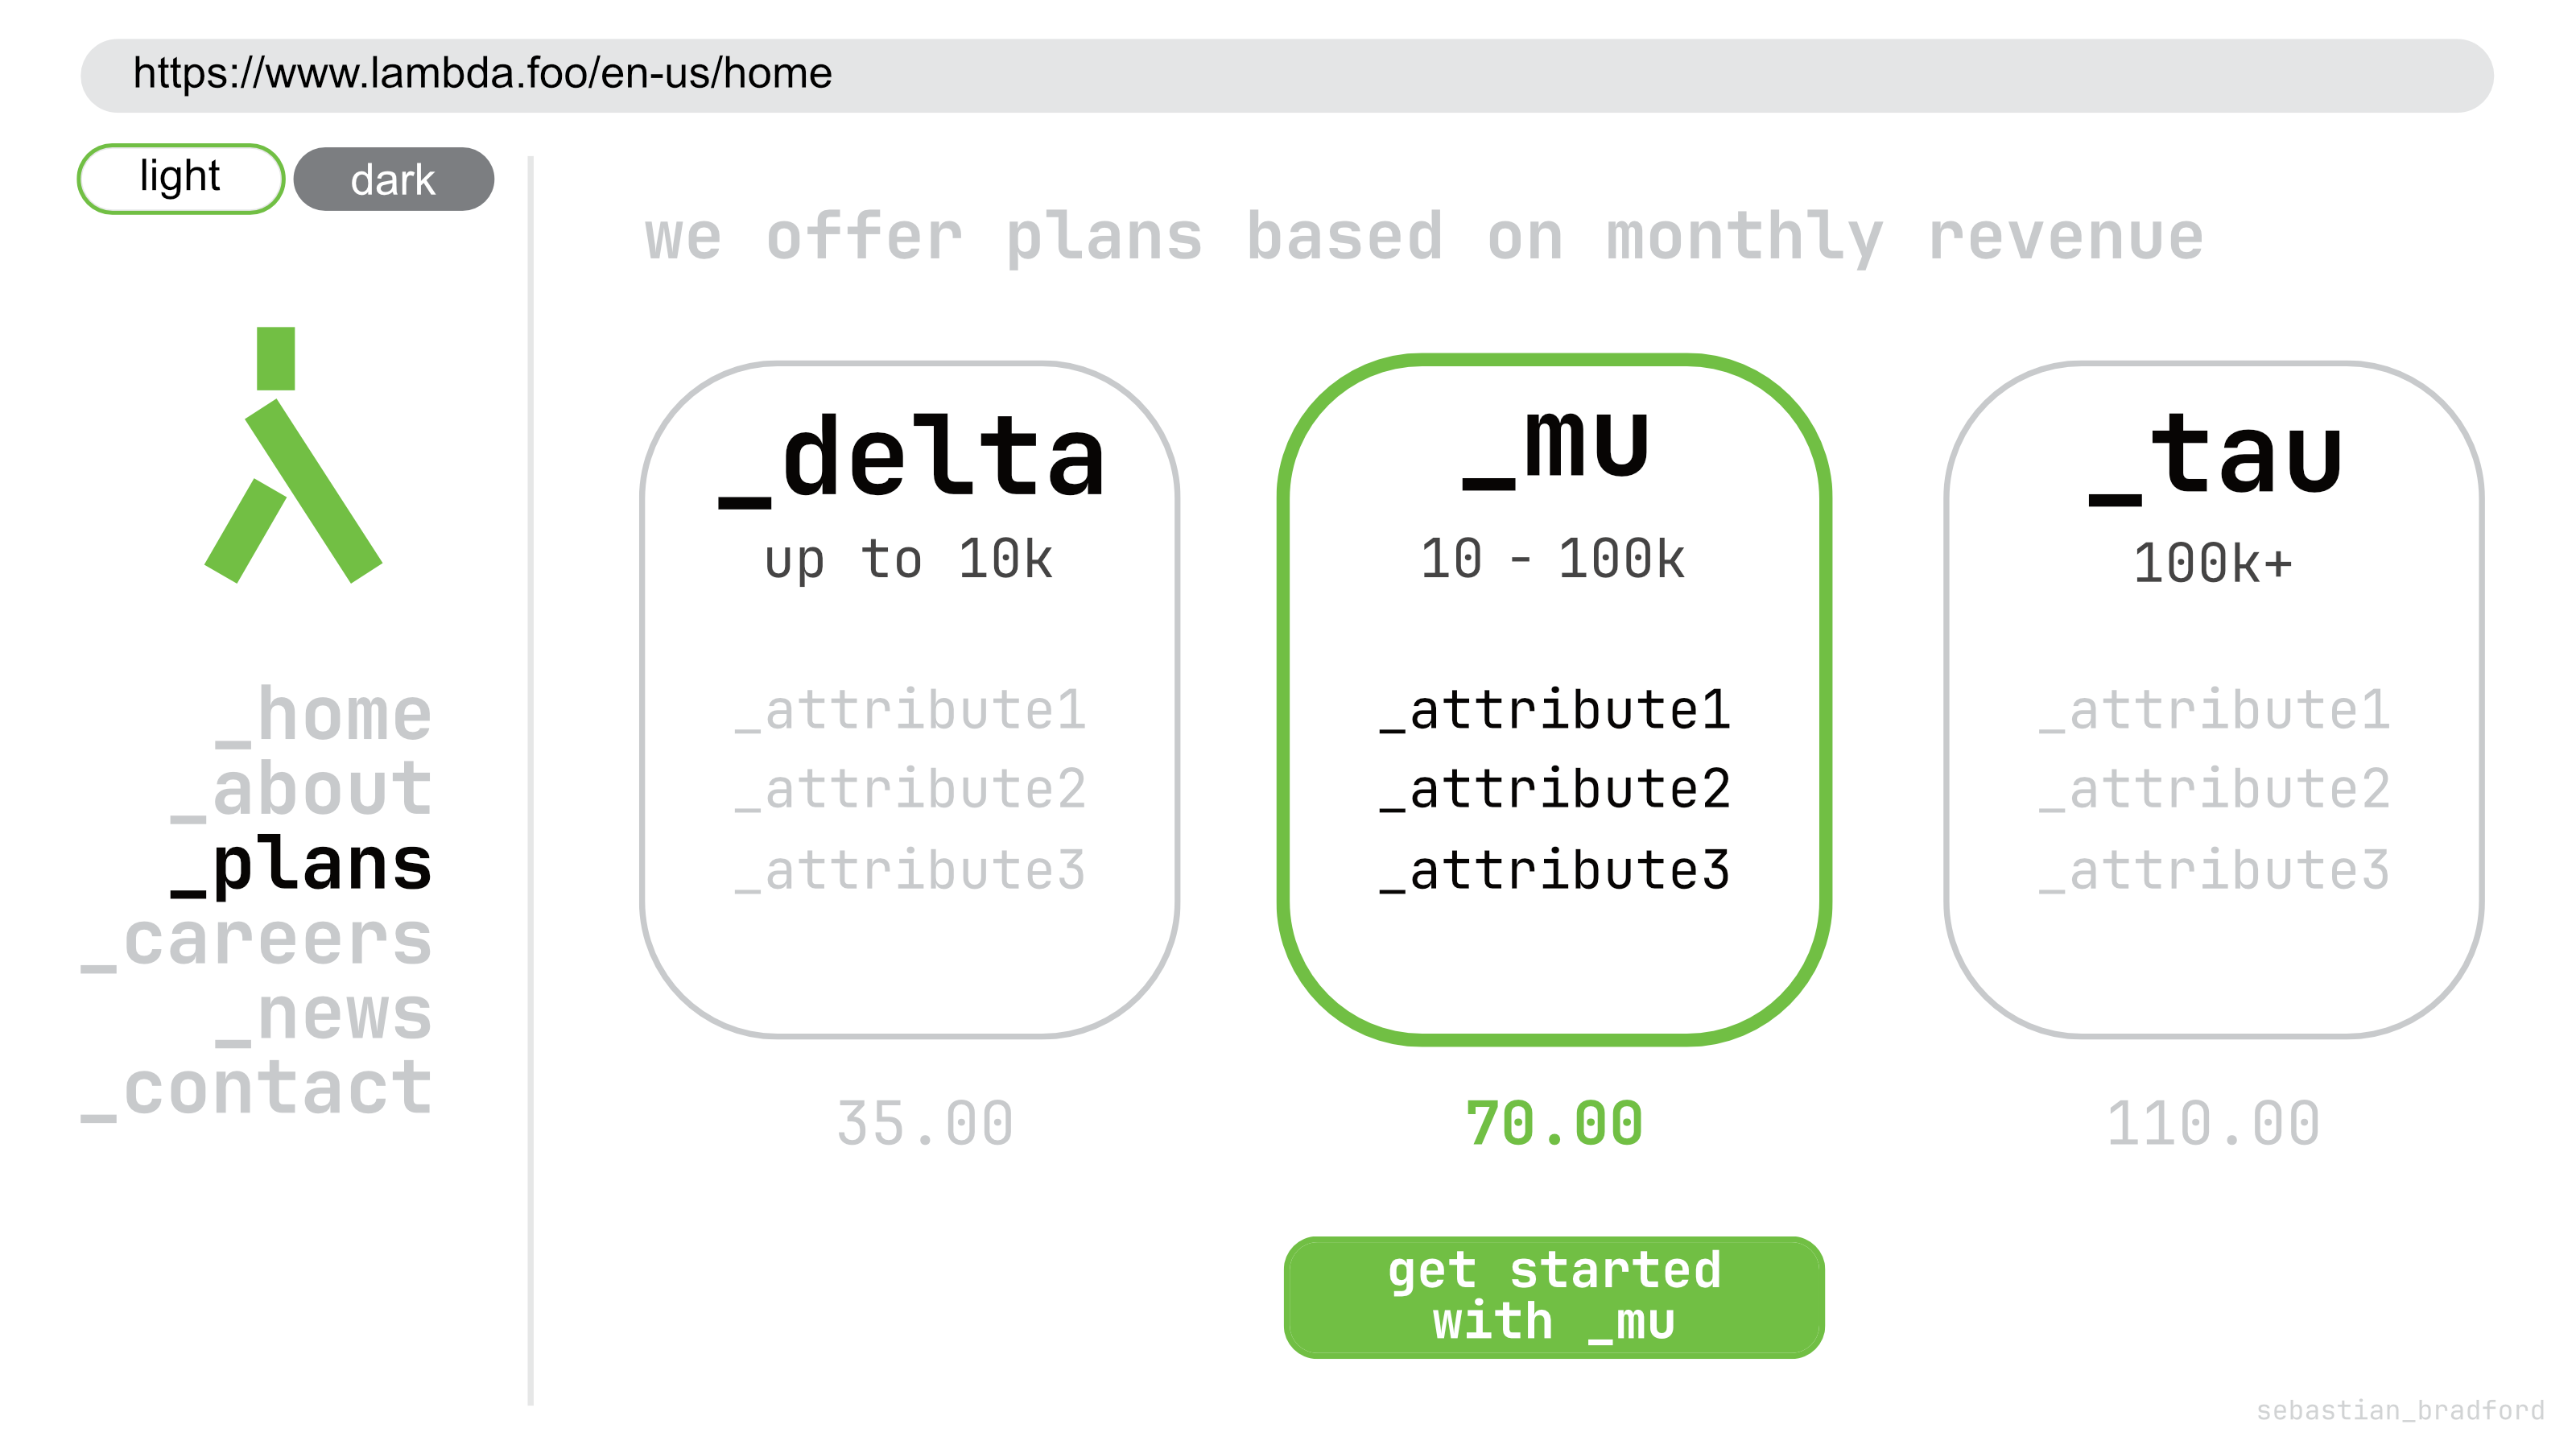 https://www.lambda.foo/en-us/home
light
dark
we offer plans based on monthly revenue
_home
_about
_plans
_careers
_news
_contact
_delta
up to 10k
_attribute1
_attribute2
_attribute3
35.00
_mu
10 - 100k
_attribute1
_attribute2
_attribute3
70.00
get started
with _mu
_tau
100k+
_attribute1
_attribute2
_attribute3
110.00
sebastian_bradford